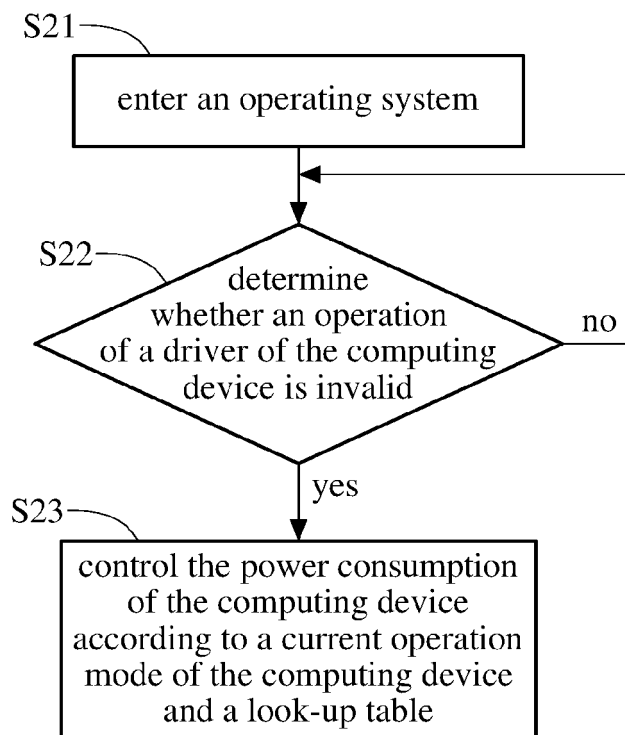 S21
enter an operating system
S22
determine
whether an operation
of a driver of the computing
device is invalid
no
yes
S23
control the power consumption
of the computing device
according to a current operation
mode of the computing device
and a look-up table